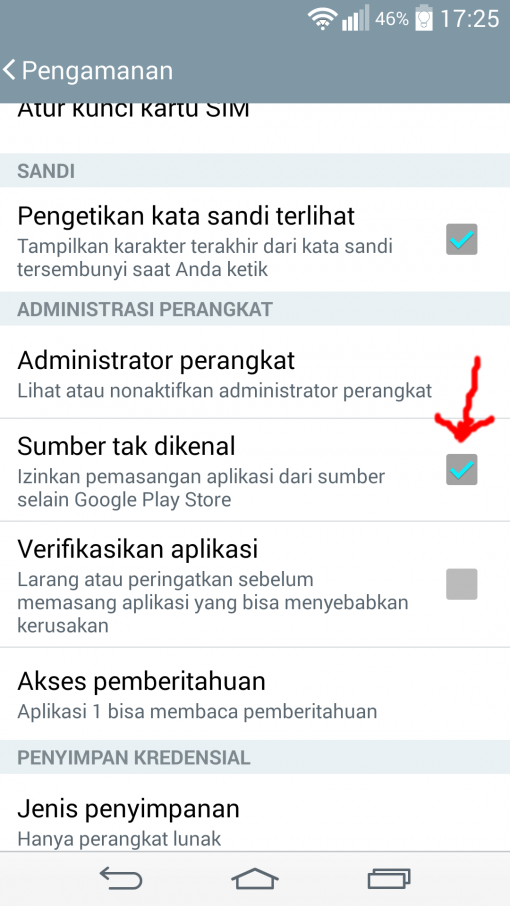 46% 17:25
Pengamanan
Atur kunci kartu SIM
SANDI
Pengetikan kata sandi terlihat
Tampilkan karakter terakhir dari kata sandi
tersembunyi saat Anda ketik
ADMINISTRASI PERANGKAT
Administrator perangkat
Lihat atau nonaktifkan administrator perangkat
Sumber tak dikenal
Izinkan pemasangan aplikasi dari sumber
selain Google Play Store
Verifikasikan aplikasi
Larang atau peringatkan sebelum
memasang aplikasi yang bisa menyebabkan
kerusakan
Akses pemberitahuan
Aplikasi 1 bisa membaca pemberitahuan
PENYIMPAN KREDENSIAL
Jenis penyimpanan
Hanya perangkat lunak